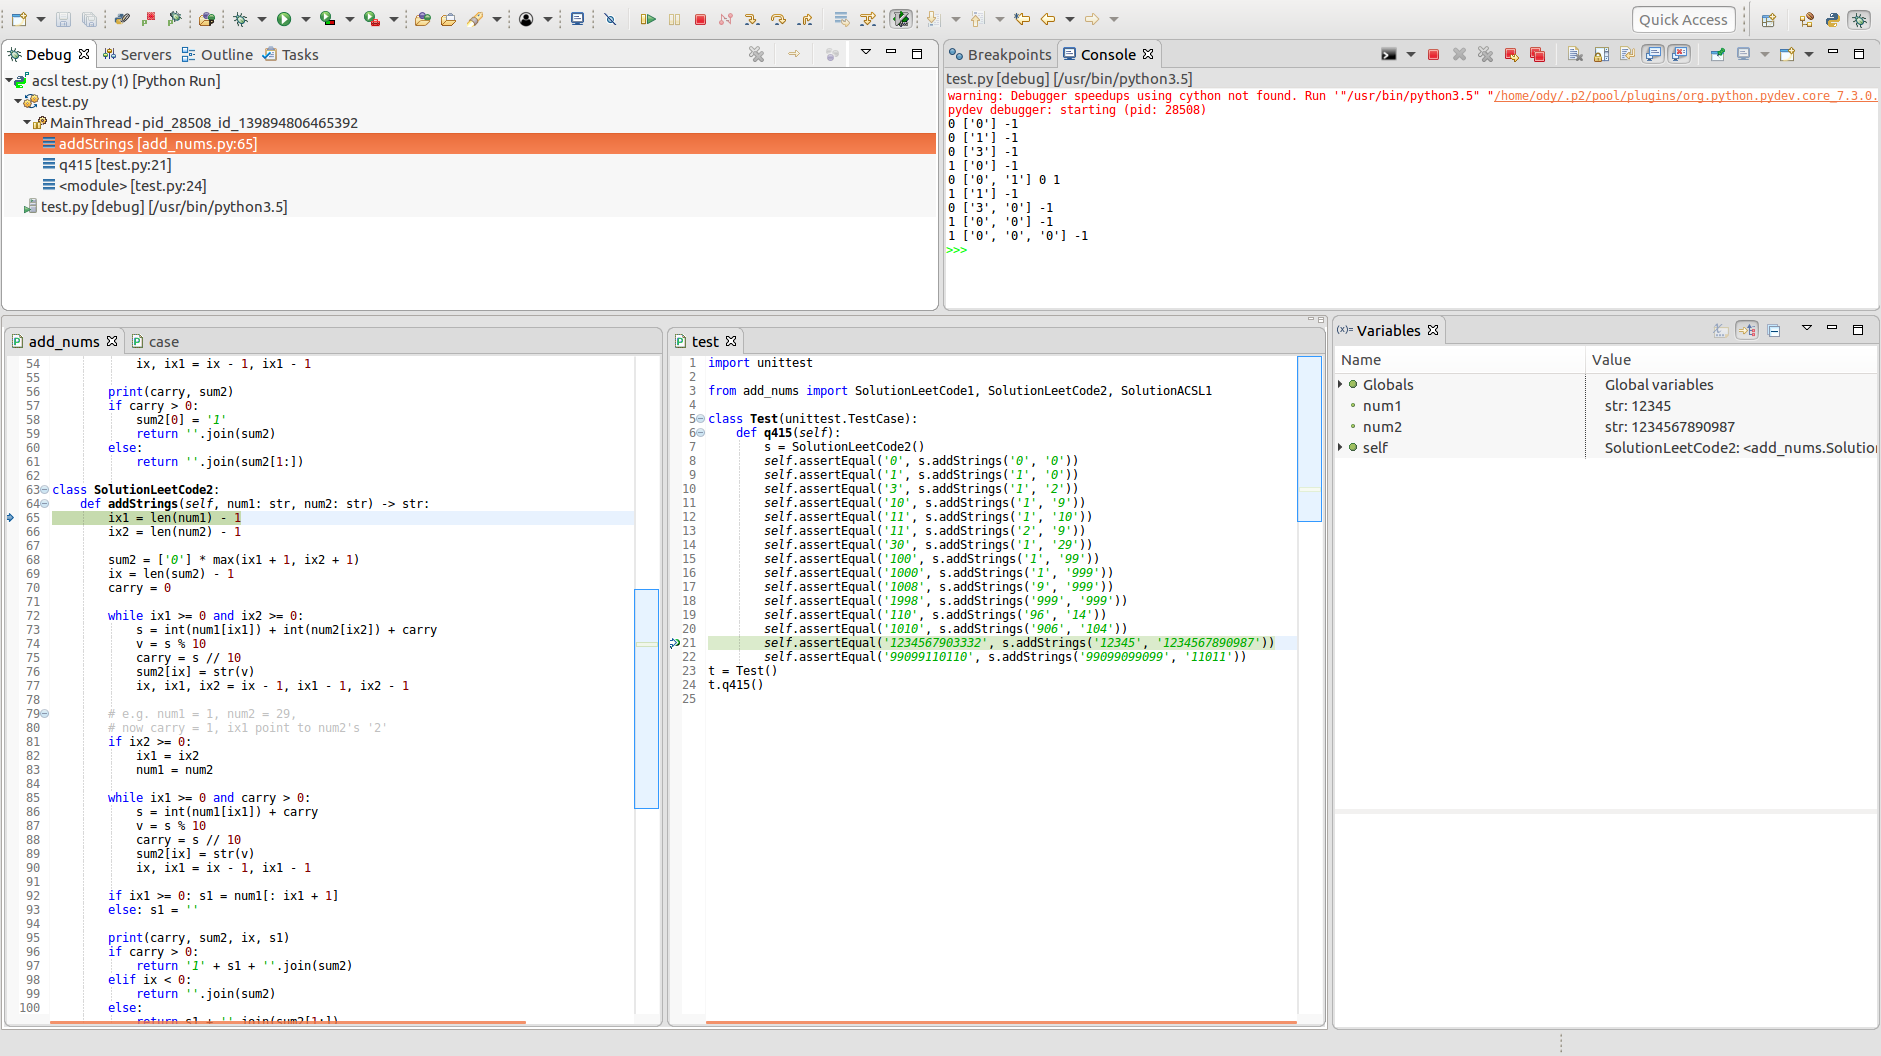 Quick Access
Debug Servers Outline Tasks
acsl test.py (1) [Python Run]
test.py
MainThread - pid_28508_id_139894806465392
addStrings [add_nums.py:65]
q415 [test.py:21]
<module> [test.py:24]
test.py [debug] [/usr/bin/python3.5]
Breakpoints Console
test.py [debug] [/usr/bin/python3.5]
warning: Debugger speedups using cython not found. Run '"/usr/bin/python3.5" "/home/ody/.p2/pool/plugins/org.python.pydev.core_7.3.0.
pydev debugger: starting (pid: 28508)
0 ['0'] -1
0 ['1'] -1
0 ['3'] -1
1 ['0'] -1
0 ['0', '1'] 0 1
1 ['1'] -1
0 ['3', '0'] -1
1 ['0', '0'] -1
1 ['0', '0', '0'] -1
>>>
add_nums case
54 ix, ix1 = ix - 1, ix1 - 1
55
56 print(carry, sum2)
57 if carry > 0:
58 sum2[0] = '1'
59 return ''.join(sum2)
60 else:
61 return ''.join(sum2[1:])
62
63 class SolutionLeetCode2:
64 def addStrings(self, num1: str, num2: str) -> str:
65 ix1 = len(num1) - 1
66 ix2 = len(num2) - 1
67
68 sum2 = ['0'] * max(ix1 + 1, ix2 + 1)
69 ix = len(sum2) - 1
70 carry = 0
71
72 while ix1 >= 0 and ix2 >= 0:
73 s = int(num1[ix1]) + int(num2[ix2]) + carry
74 v = s % 10
75 carry = s // 10
76 sum2[ix] = str(v)
77 ix, ix1, ix2 = ix - 1, ix1 - 1, ix2 - 1
78
79 # e.g. num1 = 1, num2 = 29,
80 # now carry = 1, ix1 point to num2's '2'
81 if ix2 >= 0:
82 ix1 = ix2
83 num1 = num2
84
85 while ix1 >= 0 and carry > 0:
86 s = int(num1[ix1]) + carry
87 v = s % 10
88 carry = s // 10
89 sum2[ix] = str(v)
90 ix, ix1 = ix - 1, ix1 - 1
91
92 if ix1 >= 0: s1 = num1[: ix1 + 1]
93 else: s1 = ''
94
95 print(carry, sum2, ix, s1)
96 if carry > 0:
97 return '1' + s1 + ''.join(sum2)
98 elif ix < 0:
99 return ''.join(sum2)
100 else:
return s1 + ''.join(sum2[1:])
test
1 import unittest
2
3 from add_nums import SolutionLeetCode1, SolutionLeetCode2, SolutionACSL1
4
5 class Test(unittest.TestCase):
6 def q415(self):
7 s = SolutionLeetCode2()
8 self.assertEqual('0', s.addStrings('0', '0'))
9 self.assertEqual('1', s.addStrings('1', '0'))
10 self.assertEqual('3', s.addStrings('1', '2'))
11 self.assertEqual('10', s.addStrings('1', '9'))
12 self.assertEqual('11', s.addStrings('1', '10'))
13 self.assertEqual('11', s.addStrings('2', '9'))
14 self.assertEqual('30', s.addStrings('1', '29'))
15 self.assertEqual('100', s.addStrings('1', '99'))
16 self.assertEqual('1000', s.addStrings('1', '999'))
17 self.assertEqual('1008', s.addStrings('9', '999'))
18 self.assertEqual('1998', s.addStrings('999', '999'))
19 self.assertEqual('110', s.addStrings('96', '14'))
20 self.assertEqual('1010', s.addStrings('906', '104'))
21 self.assertEqual('1234567903332', s.addStrings('12345', '1234567890987'))
22 self.assertEqual('99099110110', s.addStrings('99099099099', '11011'))
23 t = Test()
24 t.q415()
25
(x)= Variables
Name Value
Globals Global variables
num1 str: 12345
num2 str: 1234567890987
self SolutionLeetCode2: <add_nums.Solution